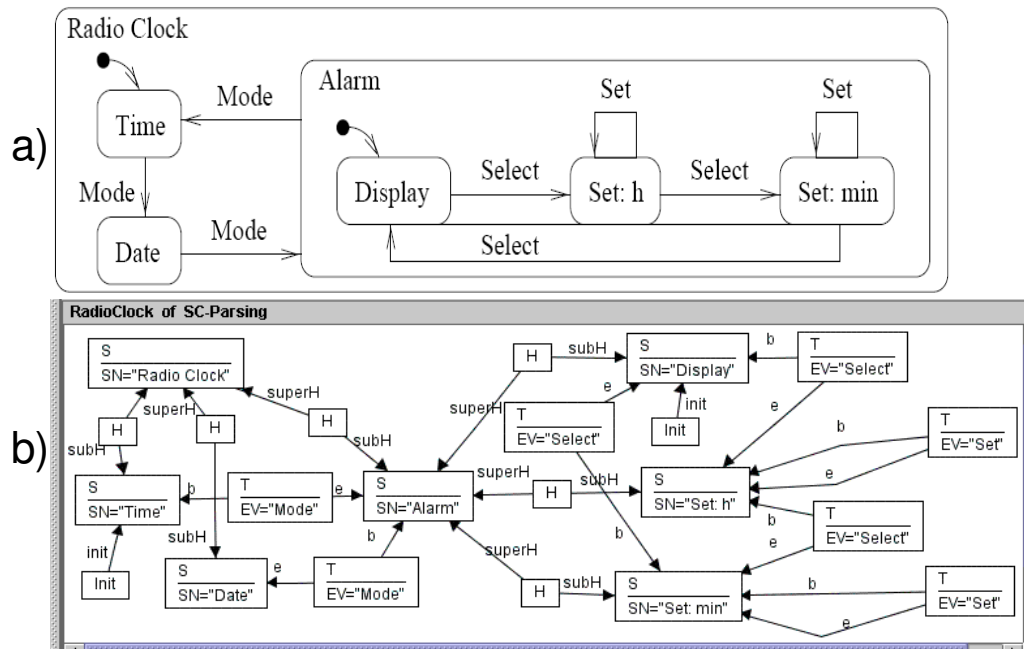 a)
Radio Clock
Alarm
Mode
Time
Mode
Date
Mode
Display
Select
Set: h
Set
Select
Set: min
Set
Select
b)
RadioClock of SC-Parsing
S
SN="Radio Clock"
H
superH
subH
H
subH
H
superH
subH
S
SN="Time"
init
Init
b
T
EV="Mode"
e
S
SN="Date"
e
T
EV="Mode"
b
S
SN="Alarm"
superH
H
subH
S
SN="Display"
init
Init
b
T
EV="Select"
e
e
T
EV="Select"
b
superH
H
subH
S
SN="Set: h"
b
e
T
EV="Set"
b
e
T
EV="Select"
superH
H
subH
S
SN="Set: min"
b
e
T
EV="Set"